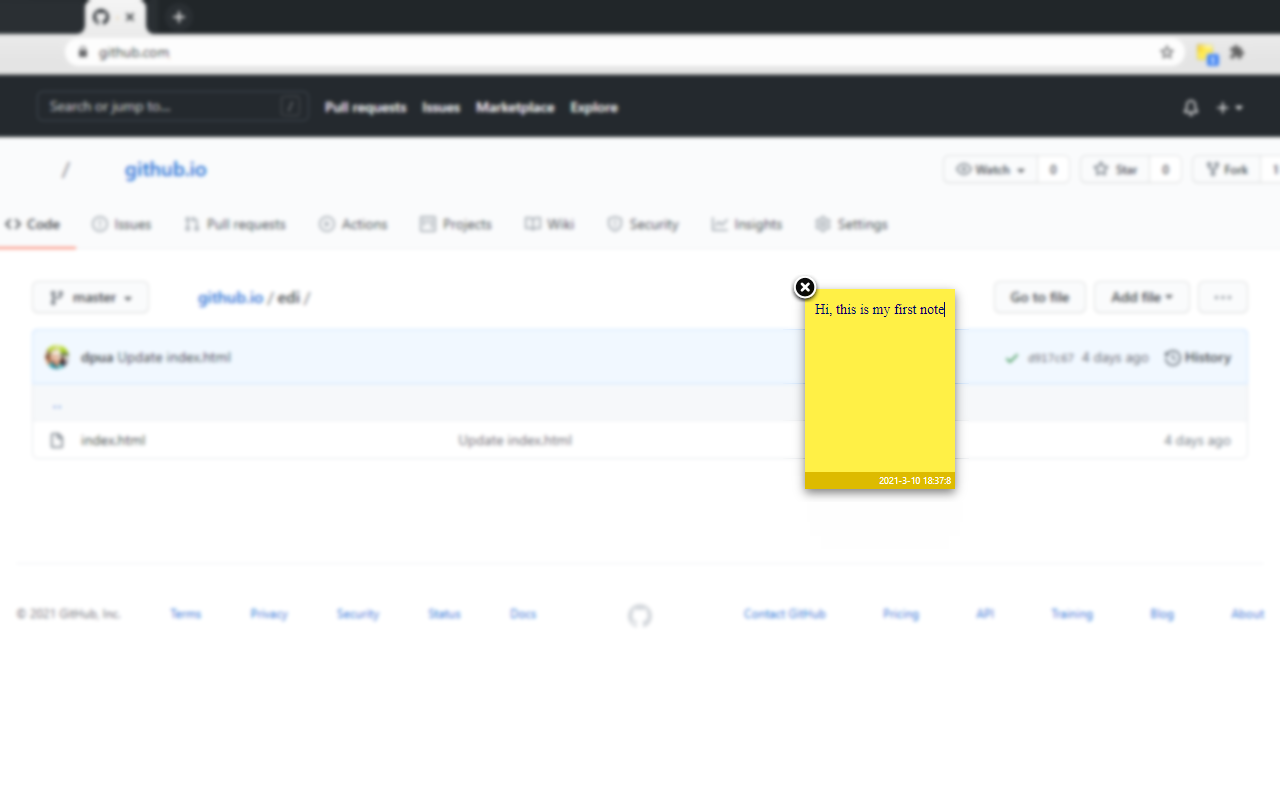 github.com
Search or jump to... /
Pull requests Issues Marketplace Explore
/ github.io
Watch 0 Star 0 Fork 1
Code Issues Pull requests Actions Projects Wiki Security Insights Settings
master github.io / edi /
Go to file Add file ...
Hi, this is my first note
dpua Update index.html
d917c67 4 days ago History
..
index.html Update index.html 4 days ago
2021-3-10 18:37:8
© 2021 GitHub, Inc. Terms Privacy Security Status Docs Contact GitHub Pricing API Training Blog About